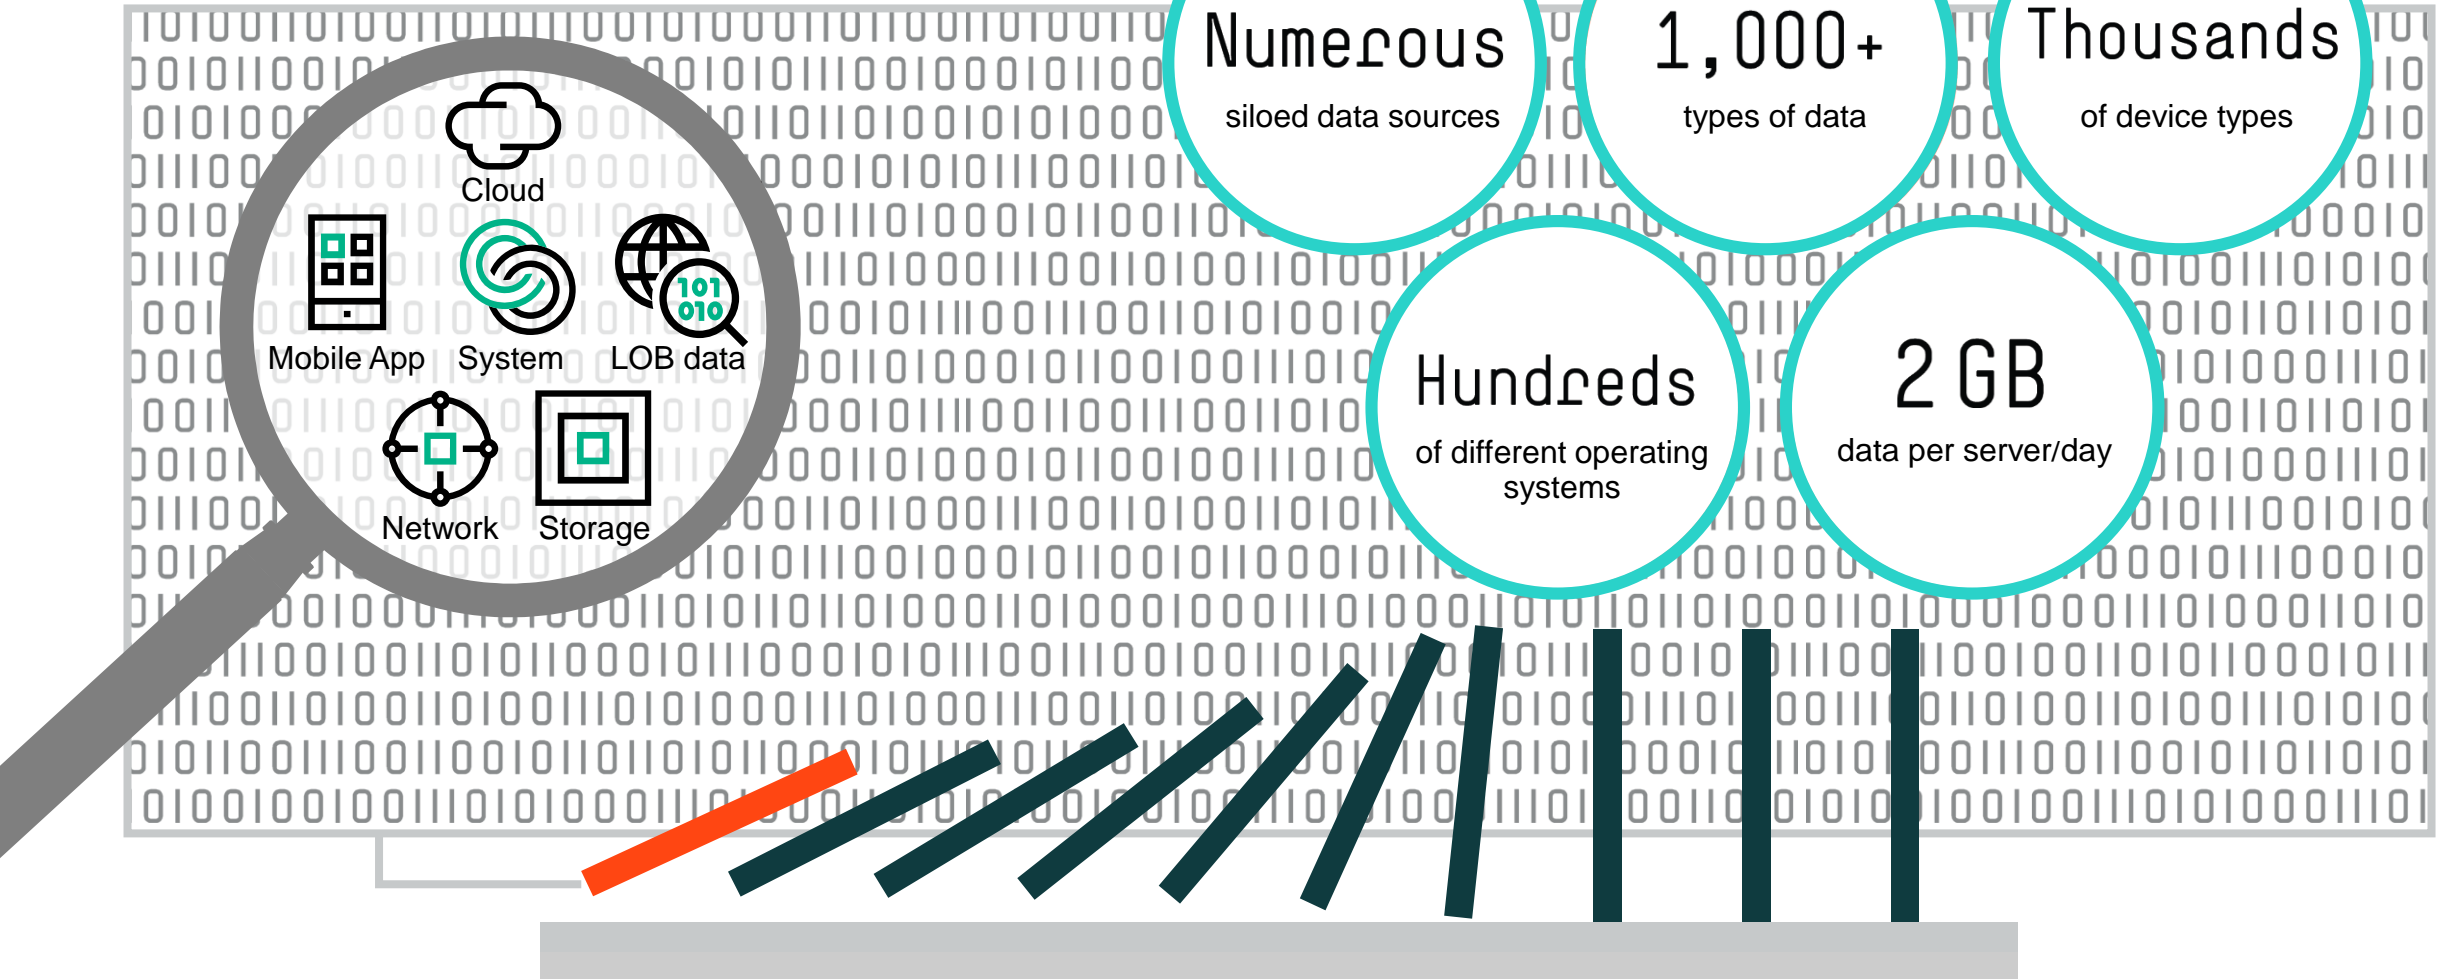 Numerous
siloed data sources
1,000+
types of data
Thousands
of device types
Cloud
Mobile App
System
101
010
LOB data
Network
Storage
Hundreds
of different operating
systems
2 GB
data per server/day